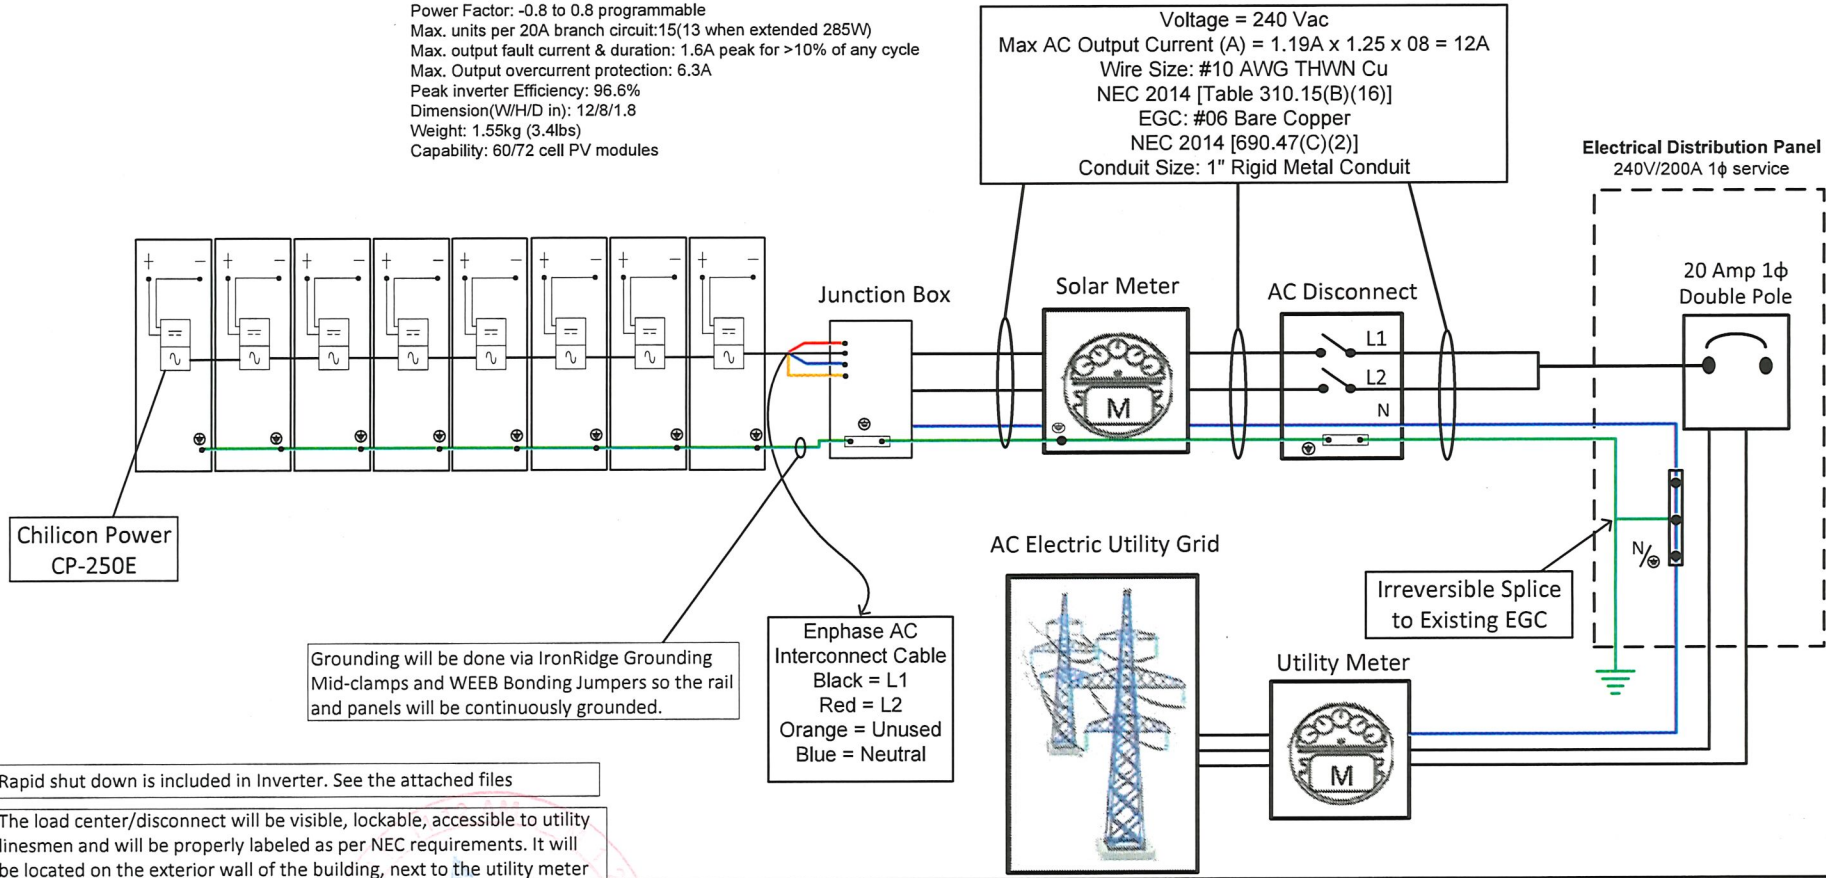 Power Factor: -0.8 to 0.8 programmable
Max. units per 20A branch circuit:15(13 when extended 285W)
Max. output fault current & duration: 1.6A peak for >10% of any cycle
Max. Output overcurrent protection: 6.3A
Peak inverter Efficiency: 96.6%
Dimension(W/H/D in): 12/8/1.8
Weight: 1.55kg (3.4lbs)
Capability: 60/72 cell PV modules
Voltage = 240 Vac
Max AC Output Current (A) = 1.19A x 1.25 x 08 = 12A
Wire Size: #10 AWG THWN Cu
NEC 2014 [Table 310.15(B)(16)]
EGC: #06 Bare Copper
NEC 2014 [690.47(C)(2)]
Conduit Size: 1" Rigid Metal Conduit
Electrical Distribution Panel
240V/200A 1ϕ service
20 Amp 1ϕ
Double Pole
Junction Box
Solar Meter
M
AC Disconnect
L1
L2
N
+ − + − + − + − + − + − + − + −
Chilicon Power
CP-250E
Grounding will be done via IronRidge Grounding
Mid-clamps and WEEB Bonding Jumpers so the rail
and panels will be continuously grounded.
Enphase AC
Interconnect Cable
Black = L1
Red = L2
Orange = Unused
Blue = Neutral
AC Electric Utility Grid
Irreversible Splice
to Existing EGC
N/
Utility Meter
M
Rapid shut down is included in Inverter. See the attached files
The load center/disconnect will be visible, lockable, accessible to utility
linesmen and will be properly labeled as per NEC requirements. It will
be located on the exterior wall of the building, next to the utility meter